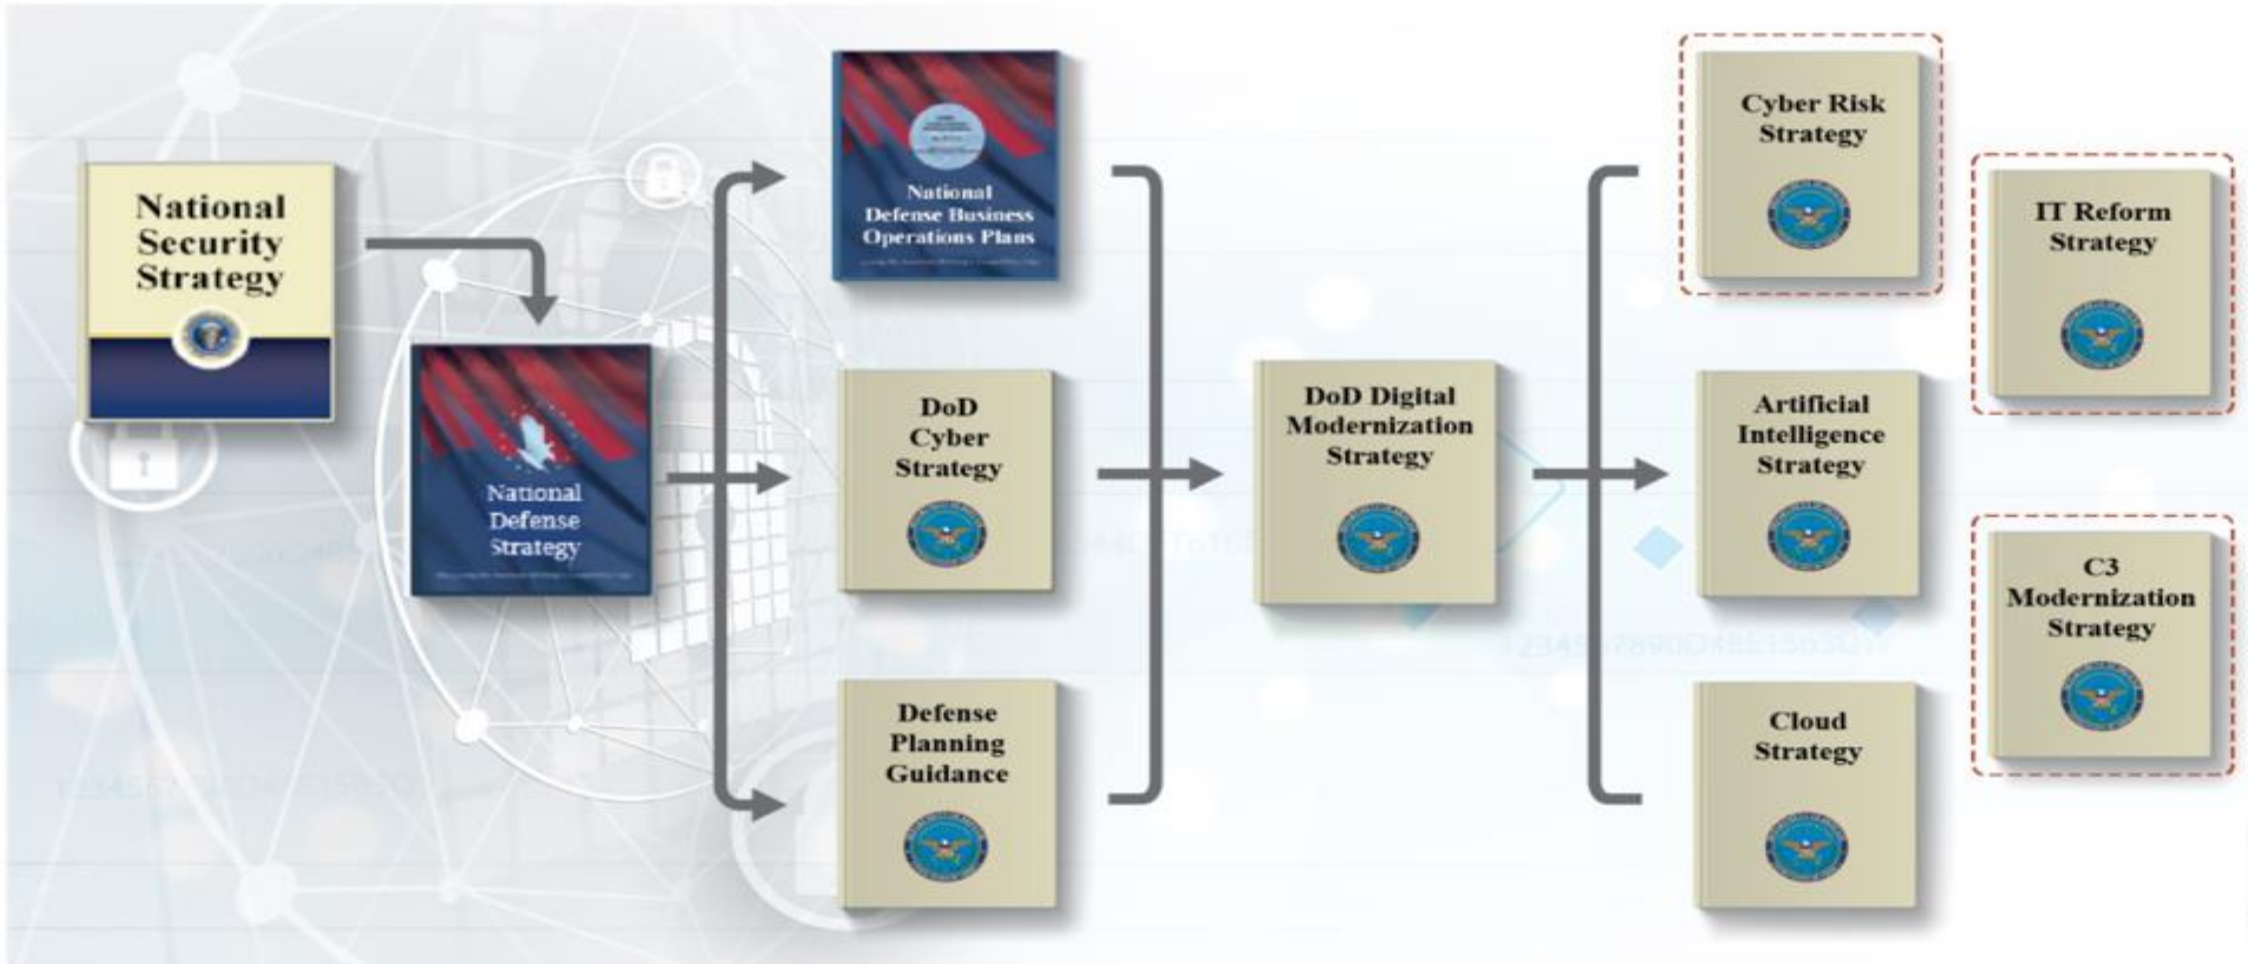 National
Security
Strategy
National
Defense
Strategy
National
Defense Business
Operations Plans
DoD
Cyber
Strategy
Defense
Planning
Guidance
DoD Digital
Modernization
Strategy
Cyber Risk
Strategy
IT Reform
Strategy
Artificial
Intelligence
Strategy
C3
Modernization
Strategy
Cloud
Strategy